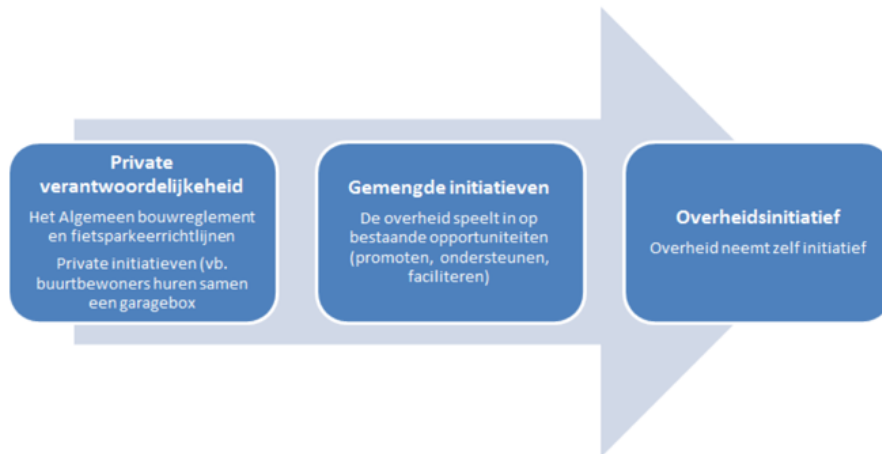 Private
verantwoordelijkeheid
Het Algemeen bouwreglement
en fietsparkeerrichtlijnen
Private initiatieven (vb.
buurtbewoners huren samen
een garagebox
Gemengde initiatieven
De overheid speelt in op
bestaande opportuniteiten
(promoten, ondersteunen,
faciliteren)
Overheidsinitiatief
Overheid neemt zelf initiatief